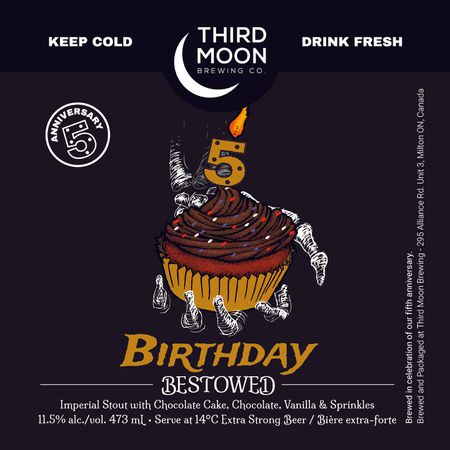 KEEP COLD
THIRD
MOON
BREWING CO.
DRINK FRESH
ANNIVERSARY
5
5
BIRTHDAY
BESTOWED
Imperial Stout with Chocolate Cake, Chocolate, Vanilla & Sprinkles
11.5% alc./vol. 473 mL • Serve at 14°C Extra Strong Beer / Bière extra-forte
Brewed in celebration of our fifth anniversary.
Brewed and Packaged at Third Moon Brewing - 295 Alliance Rd. Unit 3, Milton ON, Canada